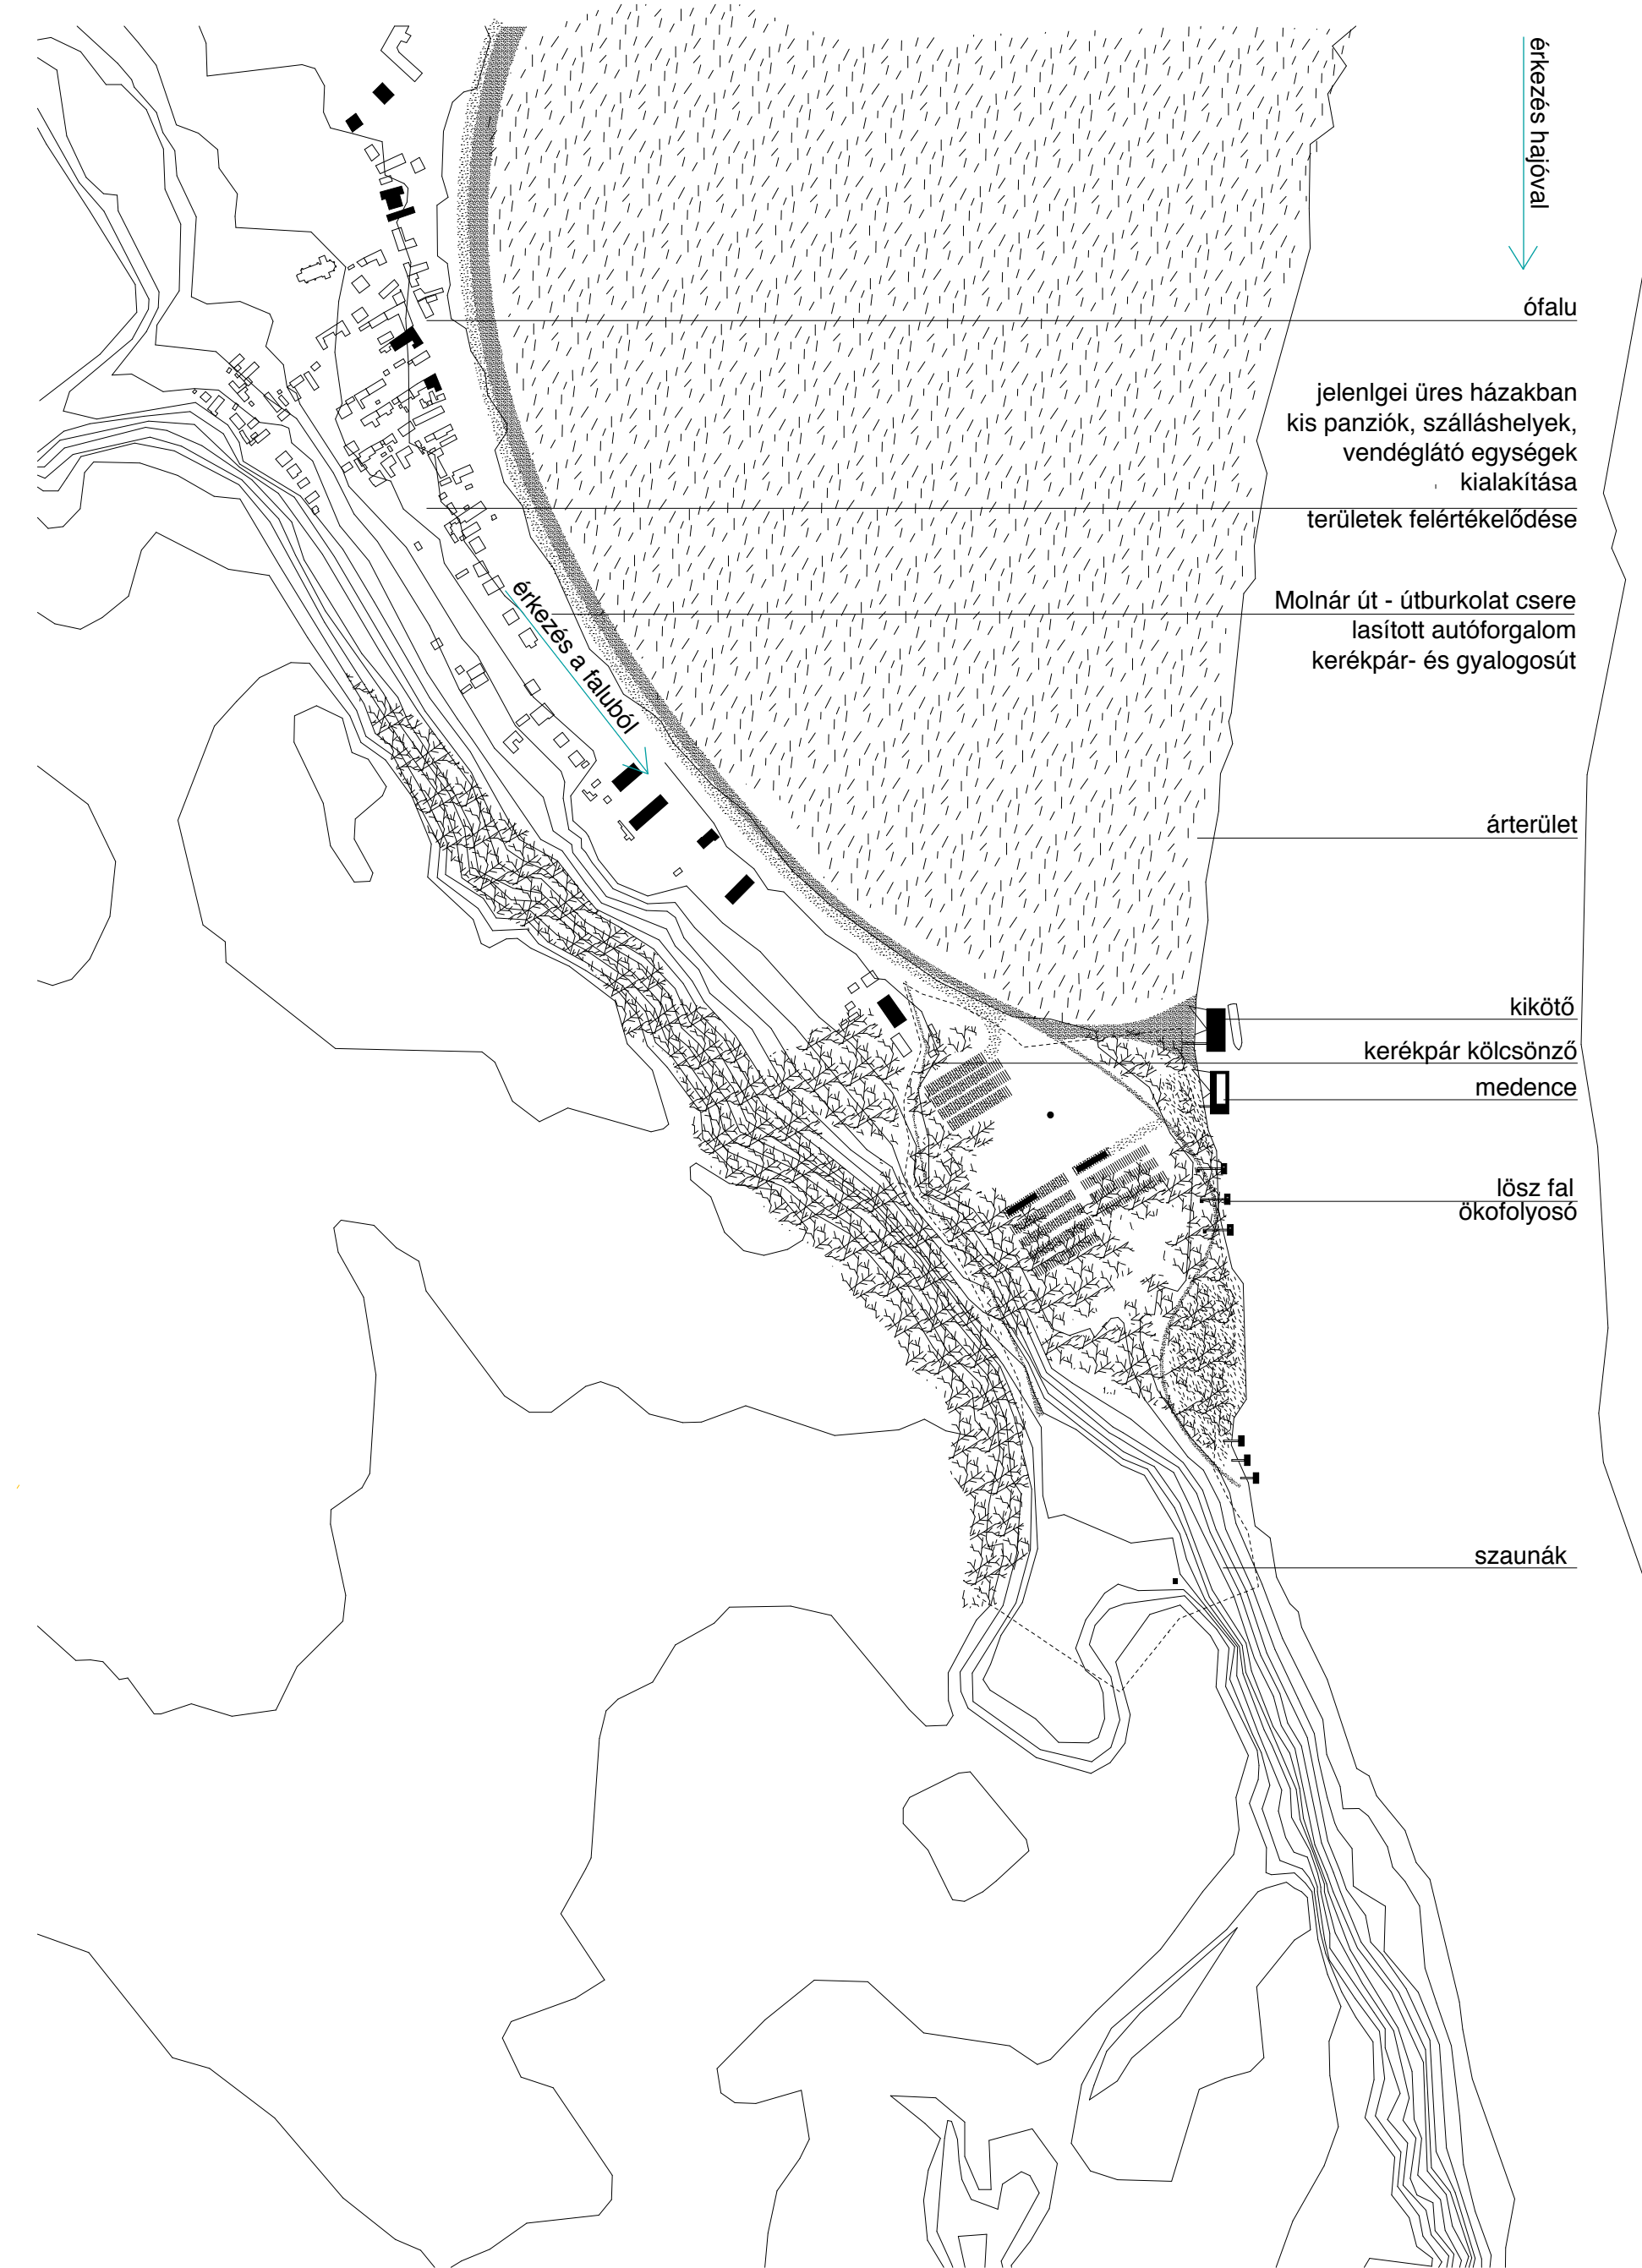 érkezés hajóval
ófalu
jelenlgei üres házakban
kis panziók, szálláshelyek,
vendéglátó egységek
kialakítása
területek felértékelődése
érkezés a faluból
Molnár út - útburkolat csere
lasított autóforgalom
kerékpár- és gyalogosút
árterület
kikötő
kerékpár kölcsönző
medence
lösz fal
ökofolyosó
szaunák